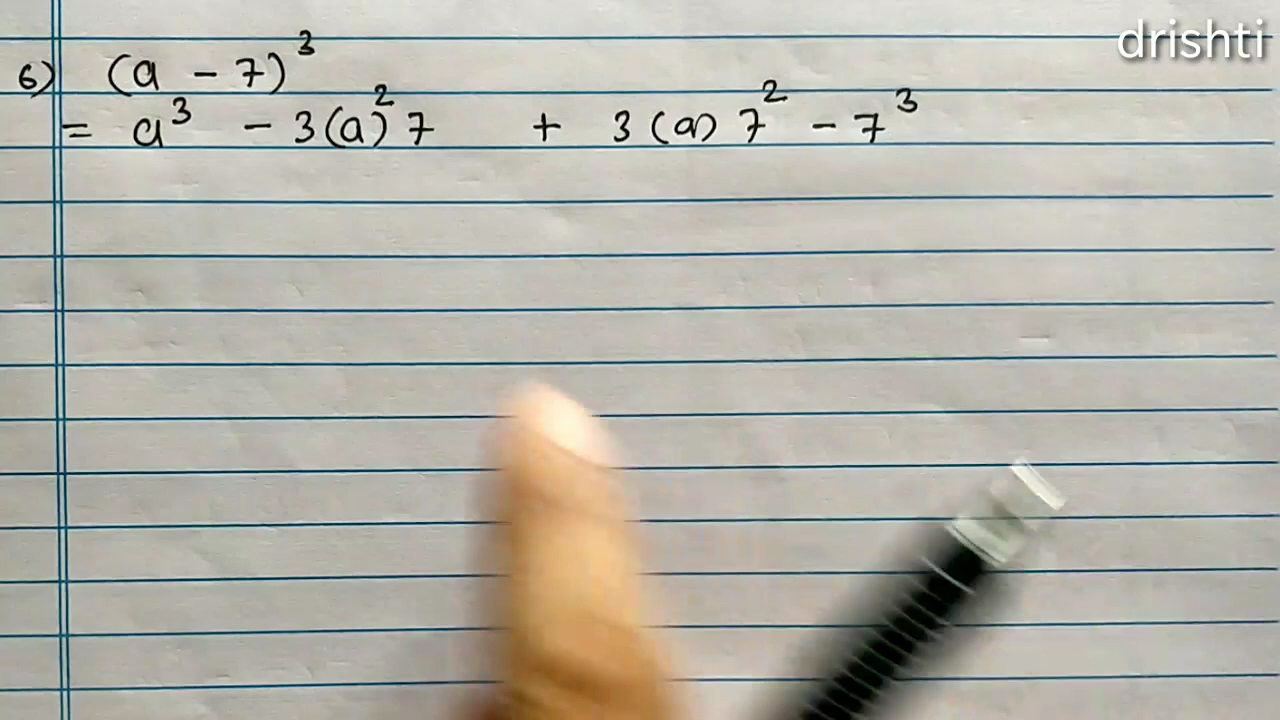 drishti
6) (a - 7)³
= a³ - 3(a)²7 + 3(a) 7² - 7³